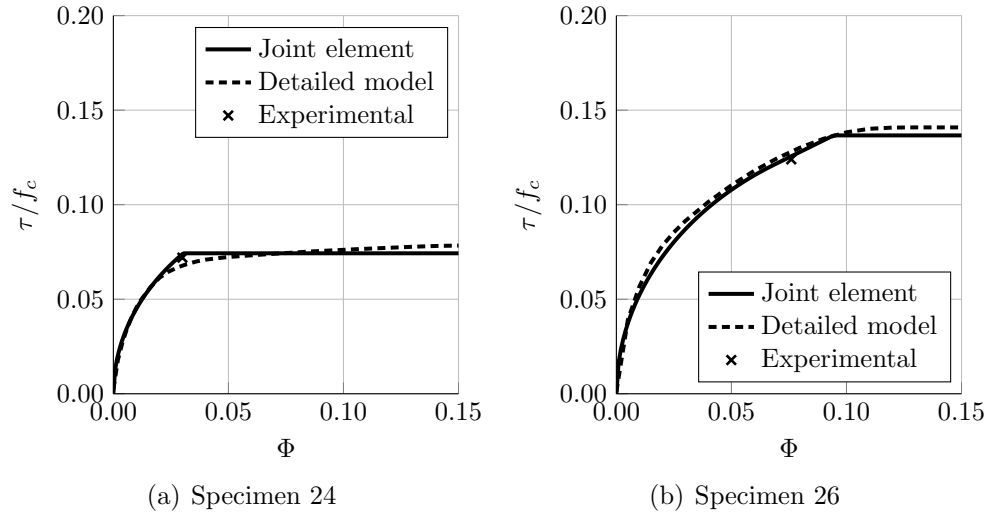 0.20
0.15
0.10
0.05
0.00
τ/f_c
0.00 0.05 0.10 0.15
Φ
Joint element
Detailed model
Experimental
(a) Specimen 24
0.20
0.15
0.10
0.05
0.00
τ/f_c
0.00 0.05 0.10 0.15
Φ
Joint element
Detailed model
Experimental
(b) Specimen 26